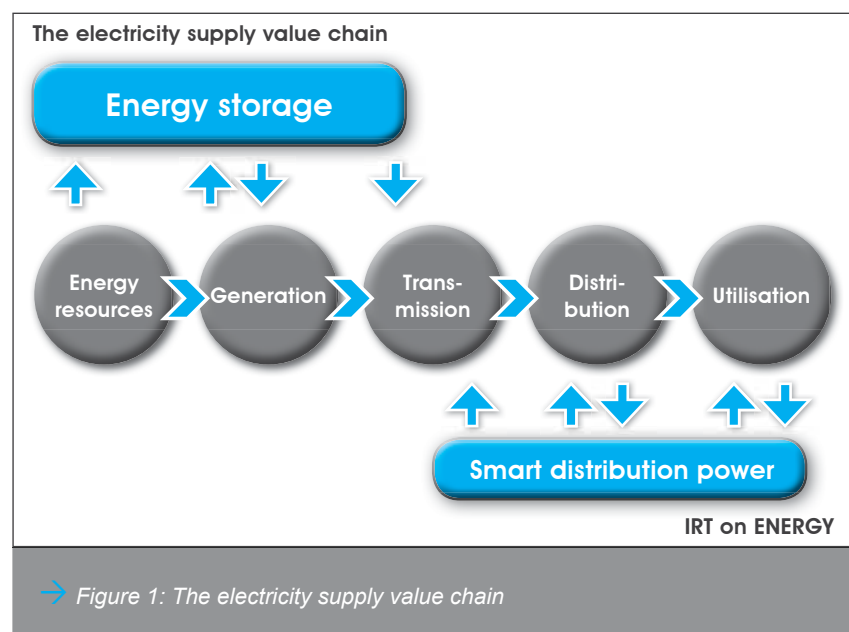 The electricity supply value chain
Energy storage
Energy
resources
Generation
Trans-
mission
Distri-
bution
Utilisation
Smart distribution power
IRT on ENERGY
Figure 1: The electricity supply value chain